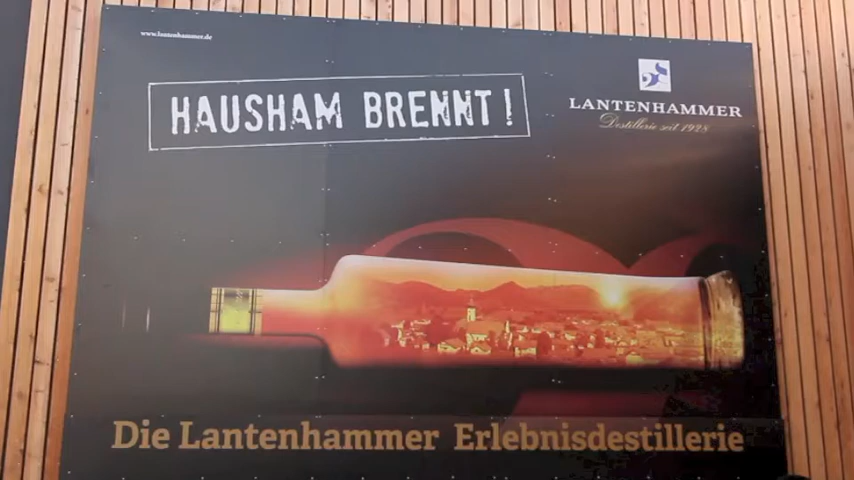 www.lantenhammer.de
HAUSHAM BRENNT!
LANTENHAMMER
Destillerie seit 1928
Die Lantenhammer Erlebnisdestillerie